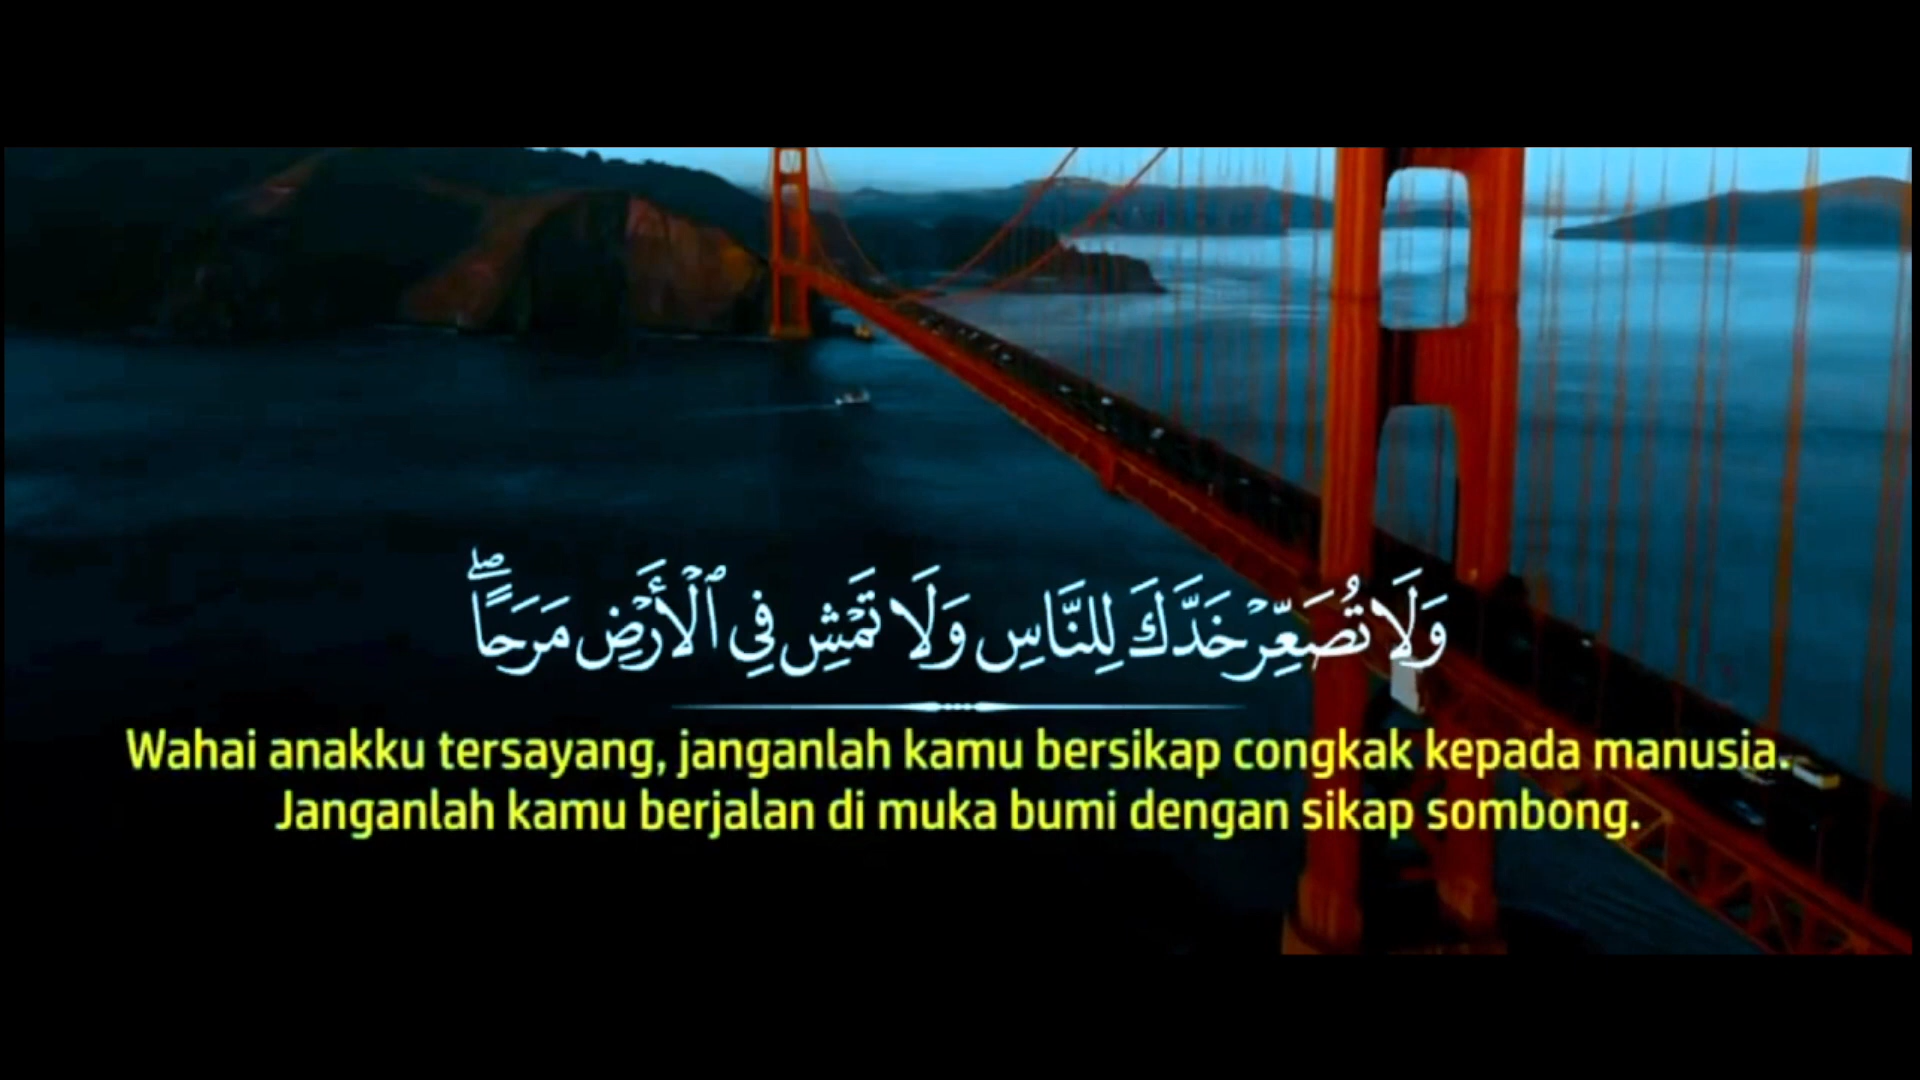 وَلَا تُصَعِّرۡ خَدَّكَ لِلنَّاسِ وَلَا تَمۡشِ فِي ٱلۡأَرۡضِ مَرَحًاۖ
Wahai anakku tersayang, janganlah kamu bersikap congkak kepada manusia.
Janganlah kamu berjalan di muka bumi dengan sikap sombong.